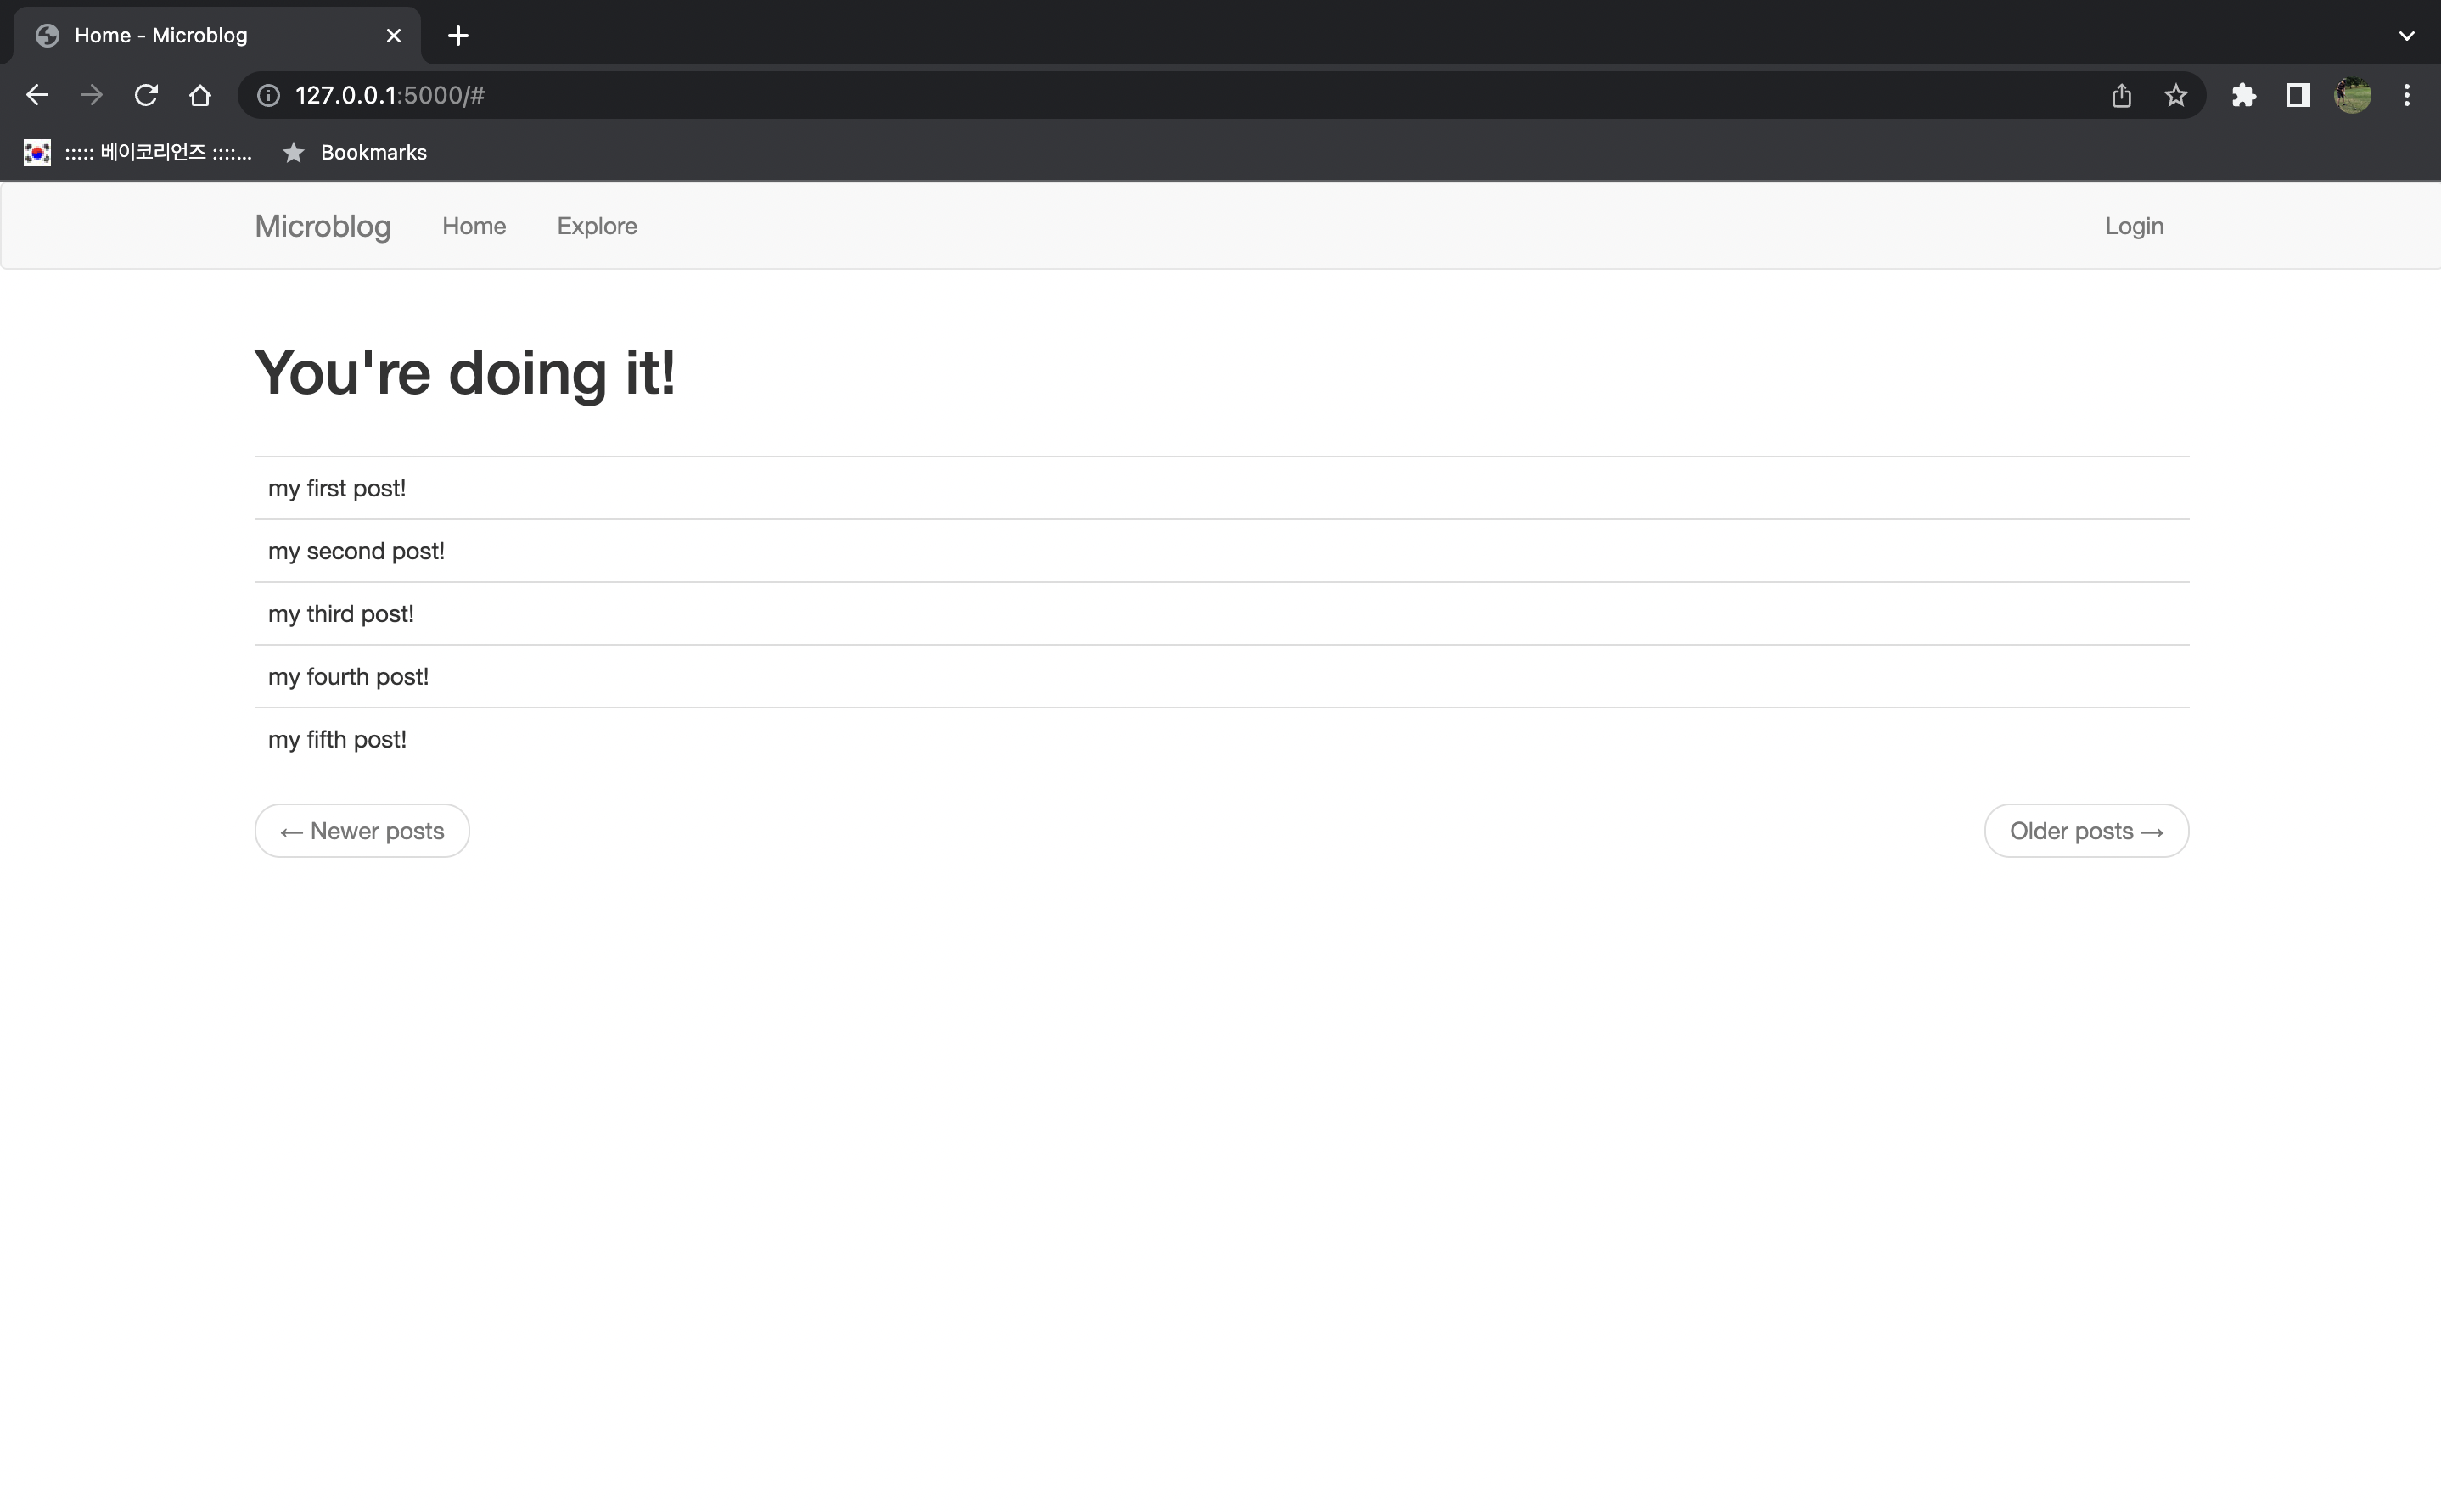 Home - Microblog
127.0.0.1:5000/#
::::: 베이코리언즈 ::::... Bookmarks
Microblog Home Explore Login
You're doing it!
my first post!
my second post!
my third post!
my fourth post!
my fifth post!
← Newer posts Older posts →